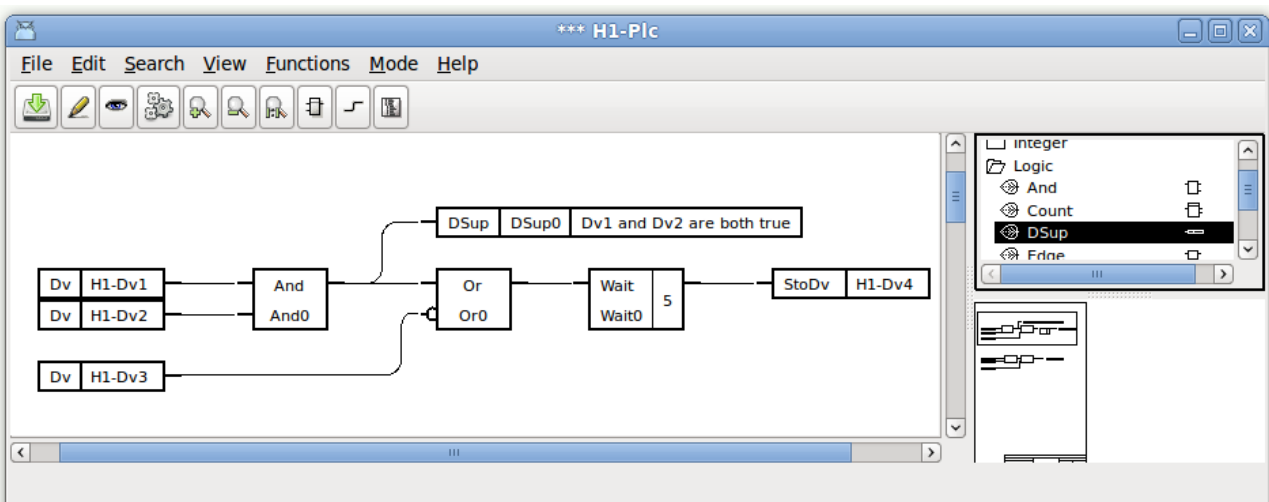 *** H1-Plc
File Edit Search View Functions Mode Help
Integer
Logic
And
Count
DSup
Edge
DSup DSup0 Dv1 and Dv2 are both true
Dv H1-Dv1
And
And0
Or
Or0
Wait
Wait0
5
StoDv H1-Dv4
Dv H1-Dv2
Dv H1-Dv3